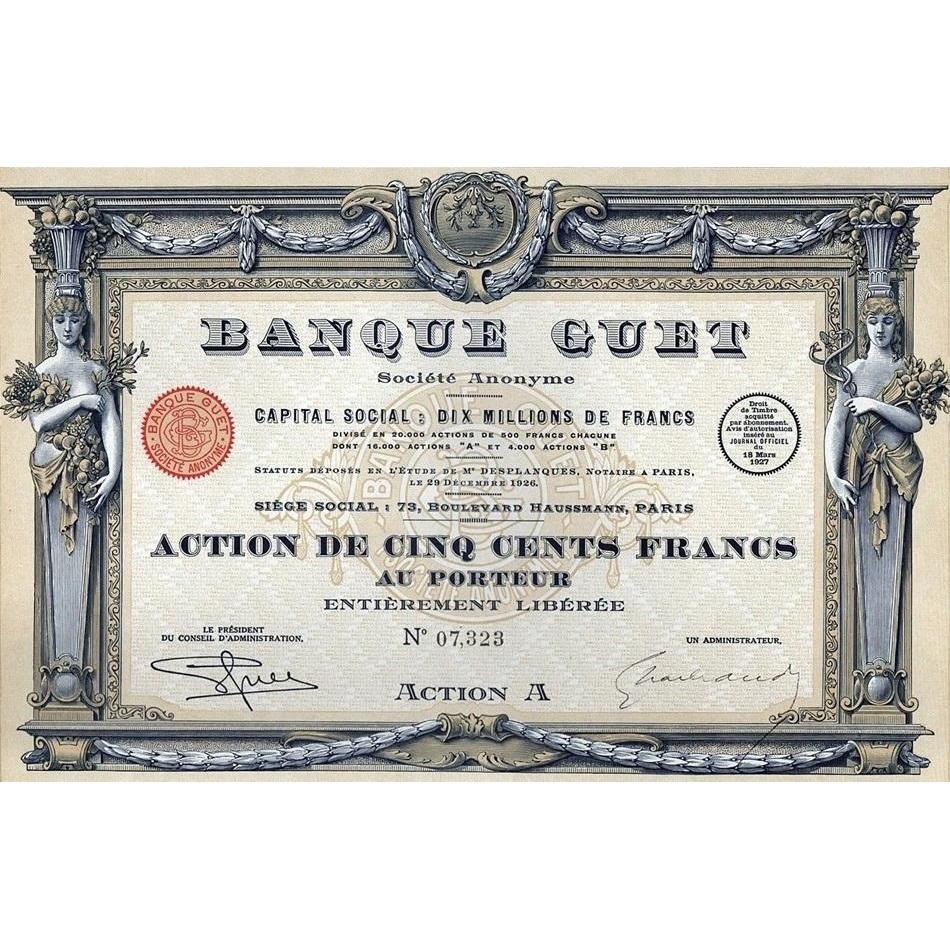 BANQUE GUET
Société Anonyme
CAPITAL SOCIAL : DIX MILLIONS DE FRANCS
DIVISÉ EN 20.000 ACTIONS DE 500 FRANCS CHACUNE
DONT 16.000 ACTIONS "A" ET 4.000 ACTIONS "B"
STATUTS DÉPOSÉS EN L'ÉTUDE DE Me DESPLANQUES, NOTAIRE A PARIS,
LE 29 DÉCEMBRE 1926.
SIÈGE SOCIAL : 73, BOULEVARD HAUSSMANN, PARIS
BANQUE GUET
SOCIÉTÉ ANONYME
Droit
de Timbre
acquitté
par abonnement.
Avis d'autorisation
inséré au
JOURNAL OFFICIEL
du
18 Mars
1927
ACTION DE CINQ CENTS FRANCS
AU PORTEUR
ENTIÈREMENT LIBÉRÉE
LE PRÉSIDENT
DU CONSEIL D'ADMINISTRATION,
N° 07,323
UN ADMINISTRATEUR,
ACTION A